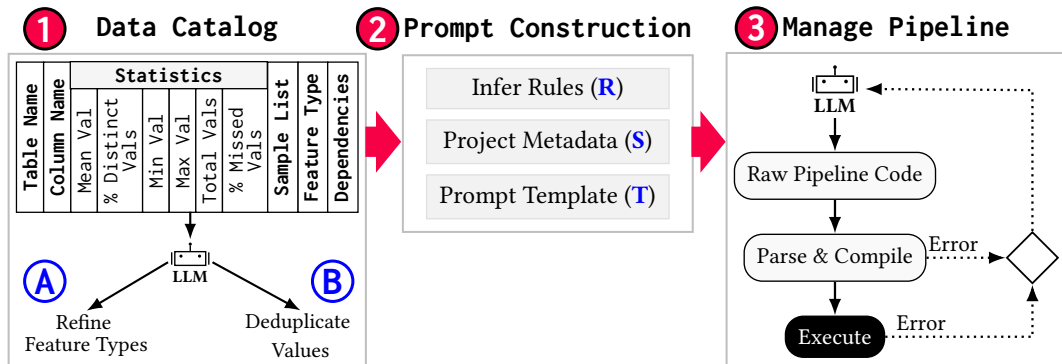 1 Data Catalog
Table Name
Column Name
Statistics
Mean Val
% Distinct
Vals
Min Val
Max Val
Total Vals
% Missed
Vals
Sample List
Feature Type
Dependencies
LLM
A
B
Refine
Feature Types
Deduplicate
Values
2 Prompt Construction
Infer Rules (R)
Project Metadata (S)
Prompt Template (T)
3 Manage Pipeline
LLM
Raw Pipeline Code
Parse & Compile
Error
Execute
Error